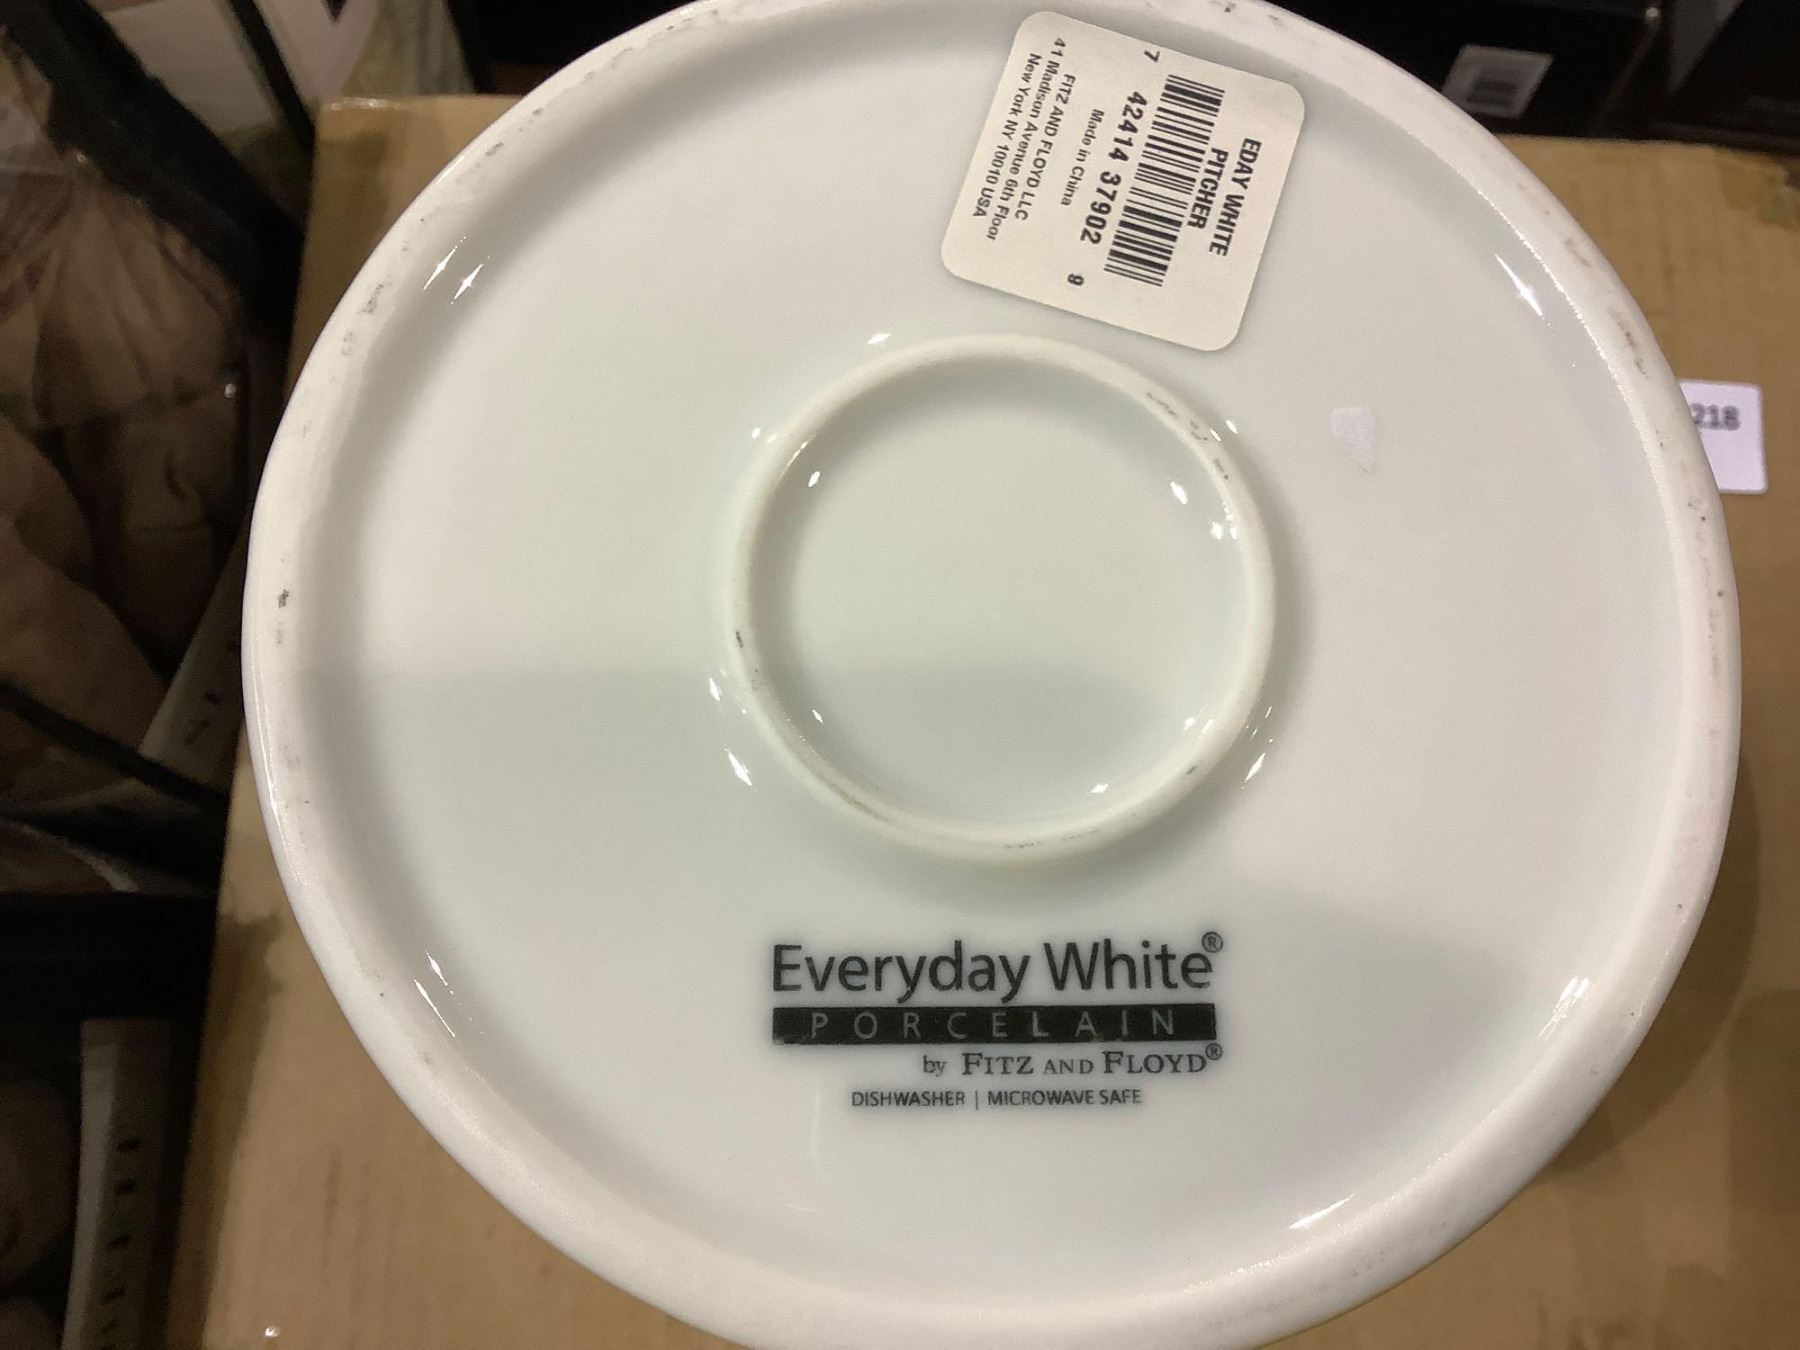 EDAY WHITE
PITCHER
7 42414 37902 9
Made in China
FITZ AND FLOYD LLC
41 Madison Avenue 6th Floor
New York NY 10010 USA
218
Everyday White®
PORCELAIN
by FITZ AND FLOYD®
DISHWASHER | MICROWAVE SAFE